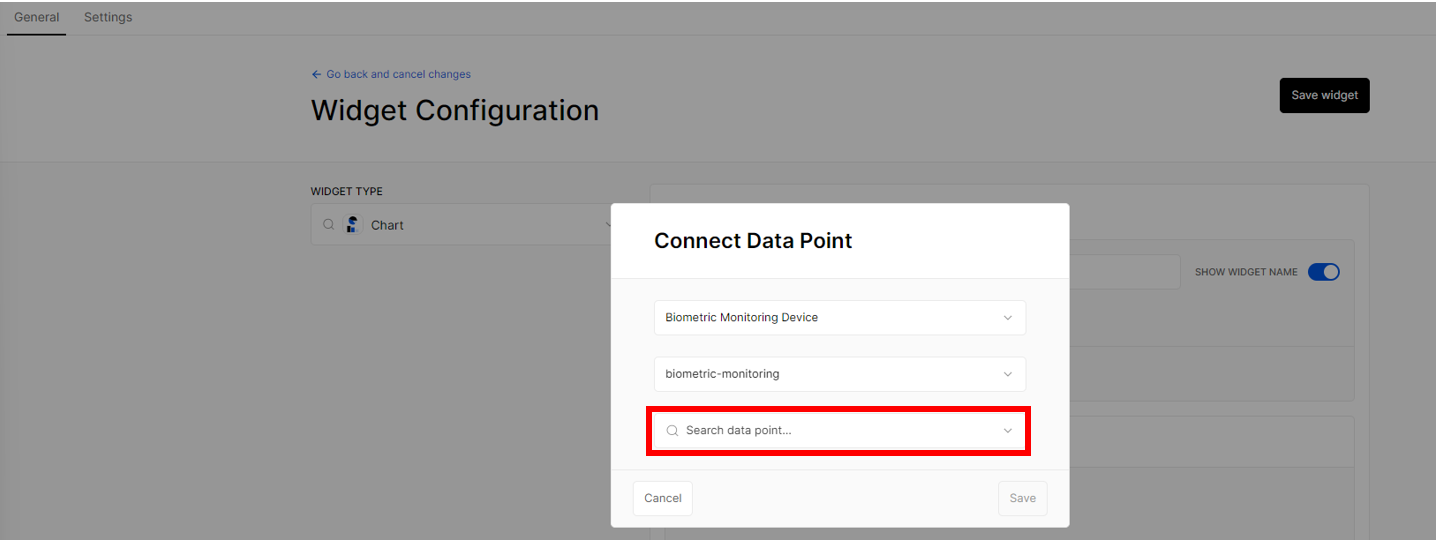 General
Settings
Go back and cancel changes
Widget Configuration
Save widget
WIDGET TYPE
Chart
SHOW WIDGET NAME
Connect Data Point
Biometric Monitoring Device
biometric-monitoring
Search data point...
Cancel
Save